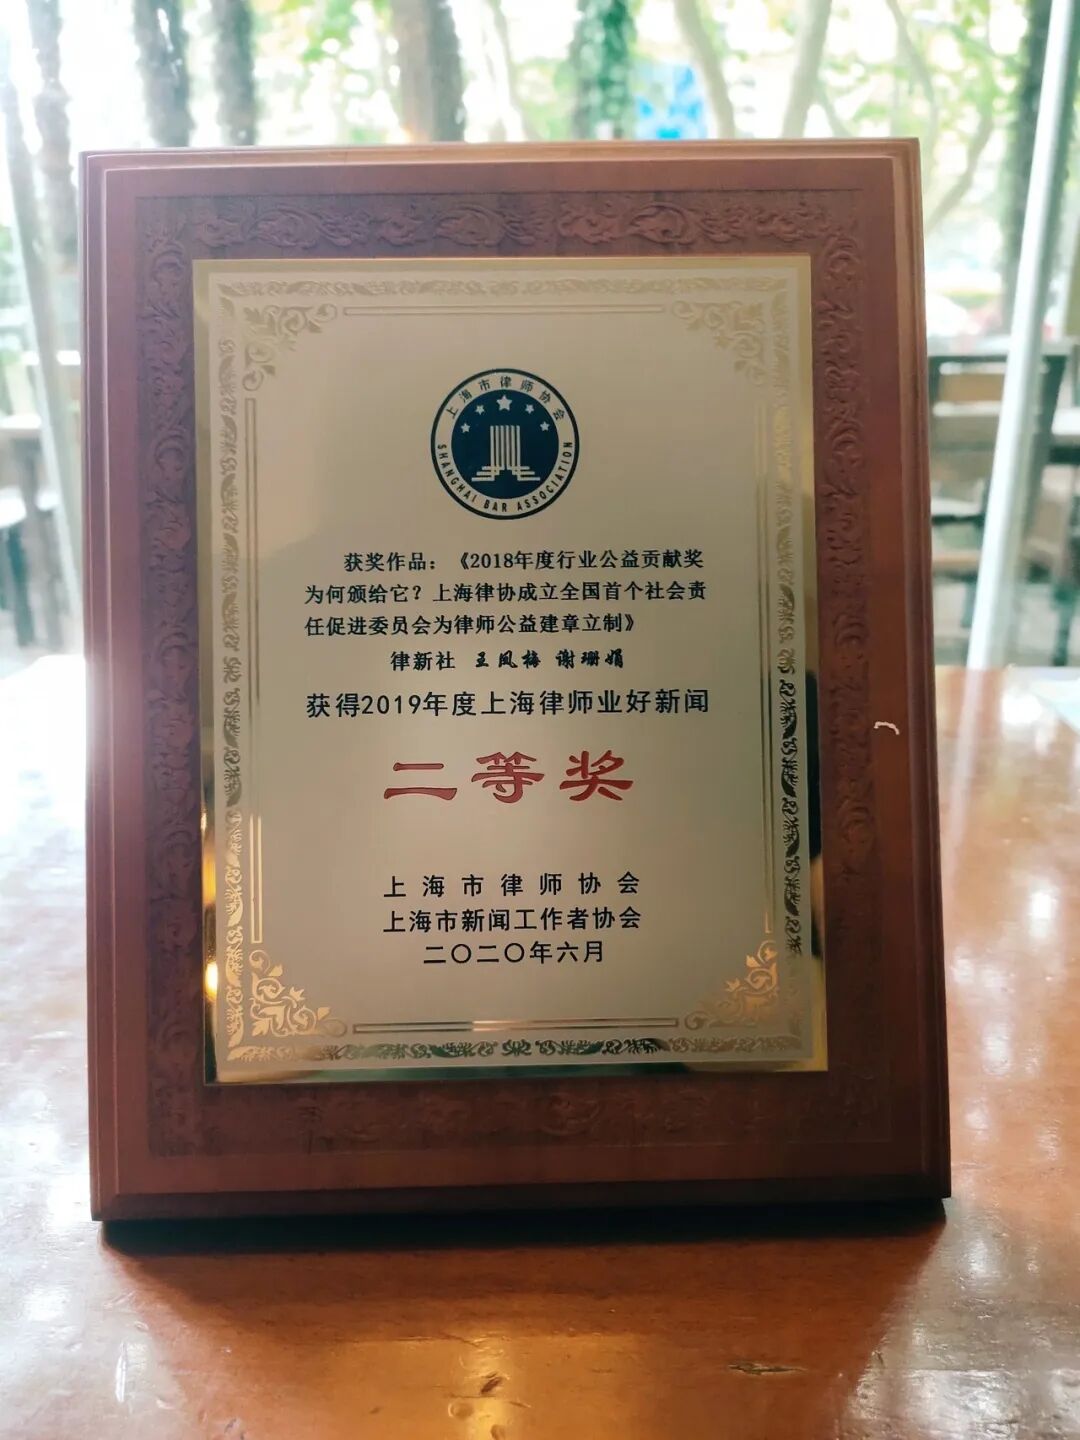 上海市律师协会
SHANGHAI BAR ASSOCIATION
获奖作品：《2018年度行业公益贡献奖
为何颁给它？上海律协成立全国首个社会责
任促进委员会为律师公益建章立制》
律新社 王凤梅 谢珊娟
获得2019年度上海律师业好新闻
二等奖
上海市律师协会
上海市新闻工作者协会
二〇二〇年六月